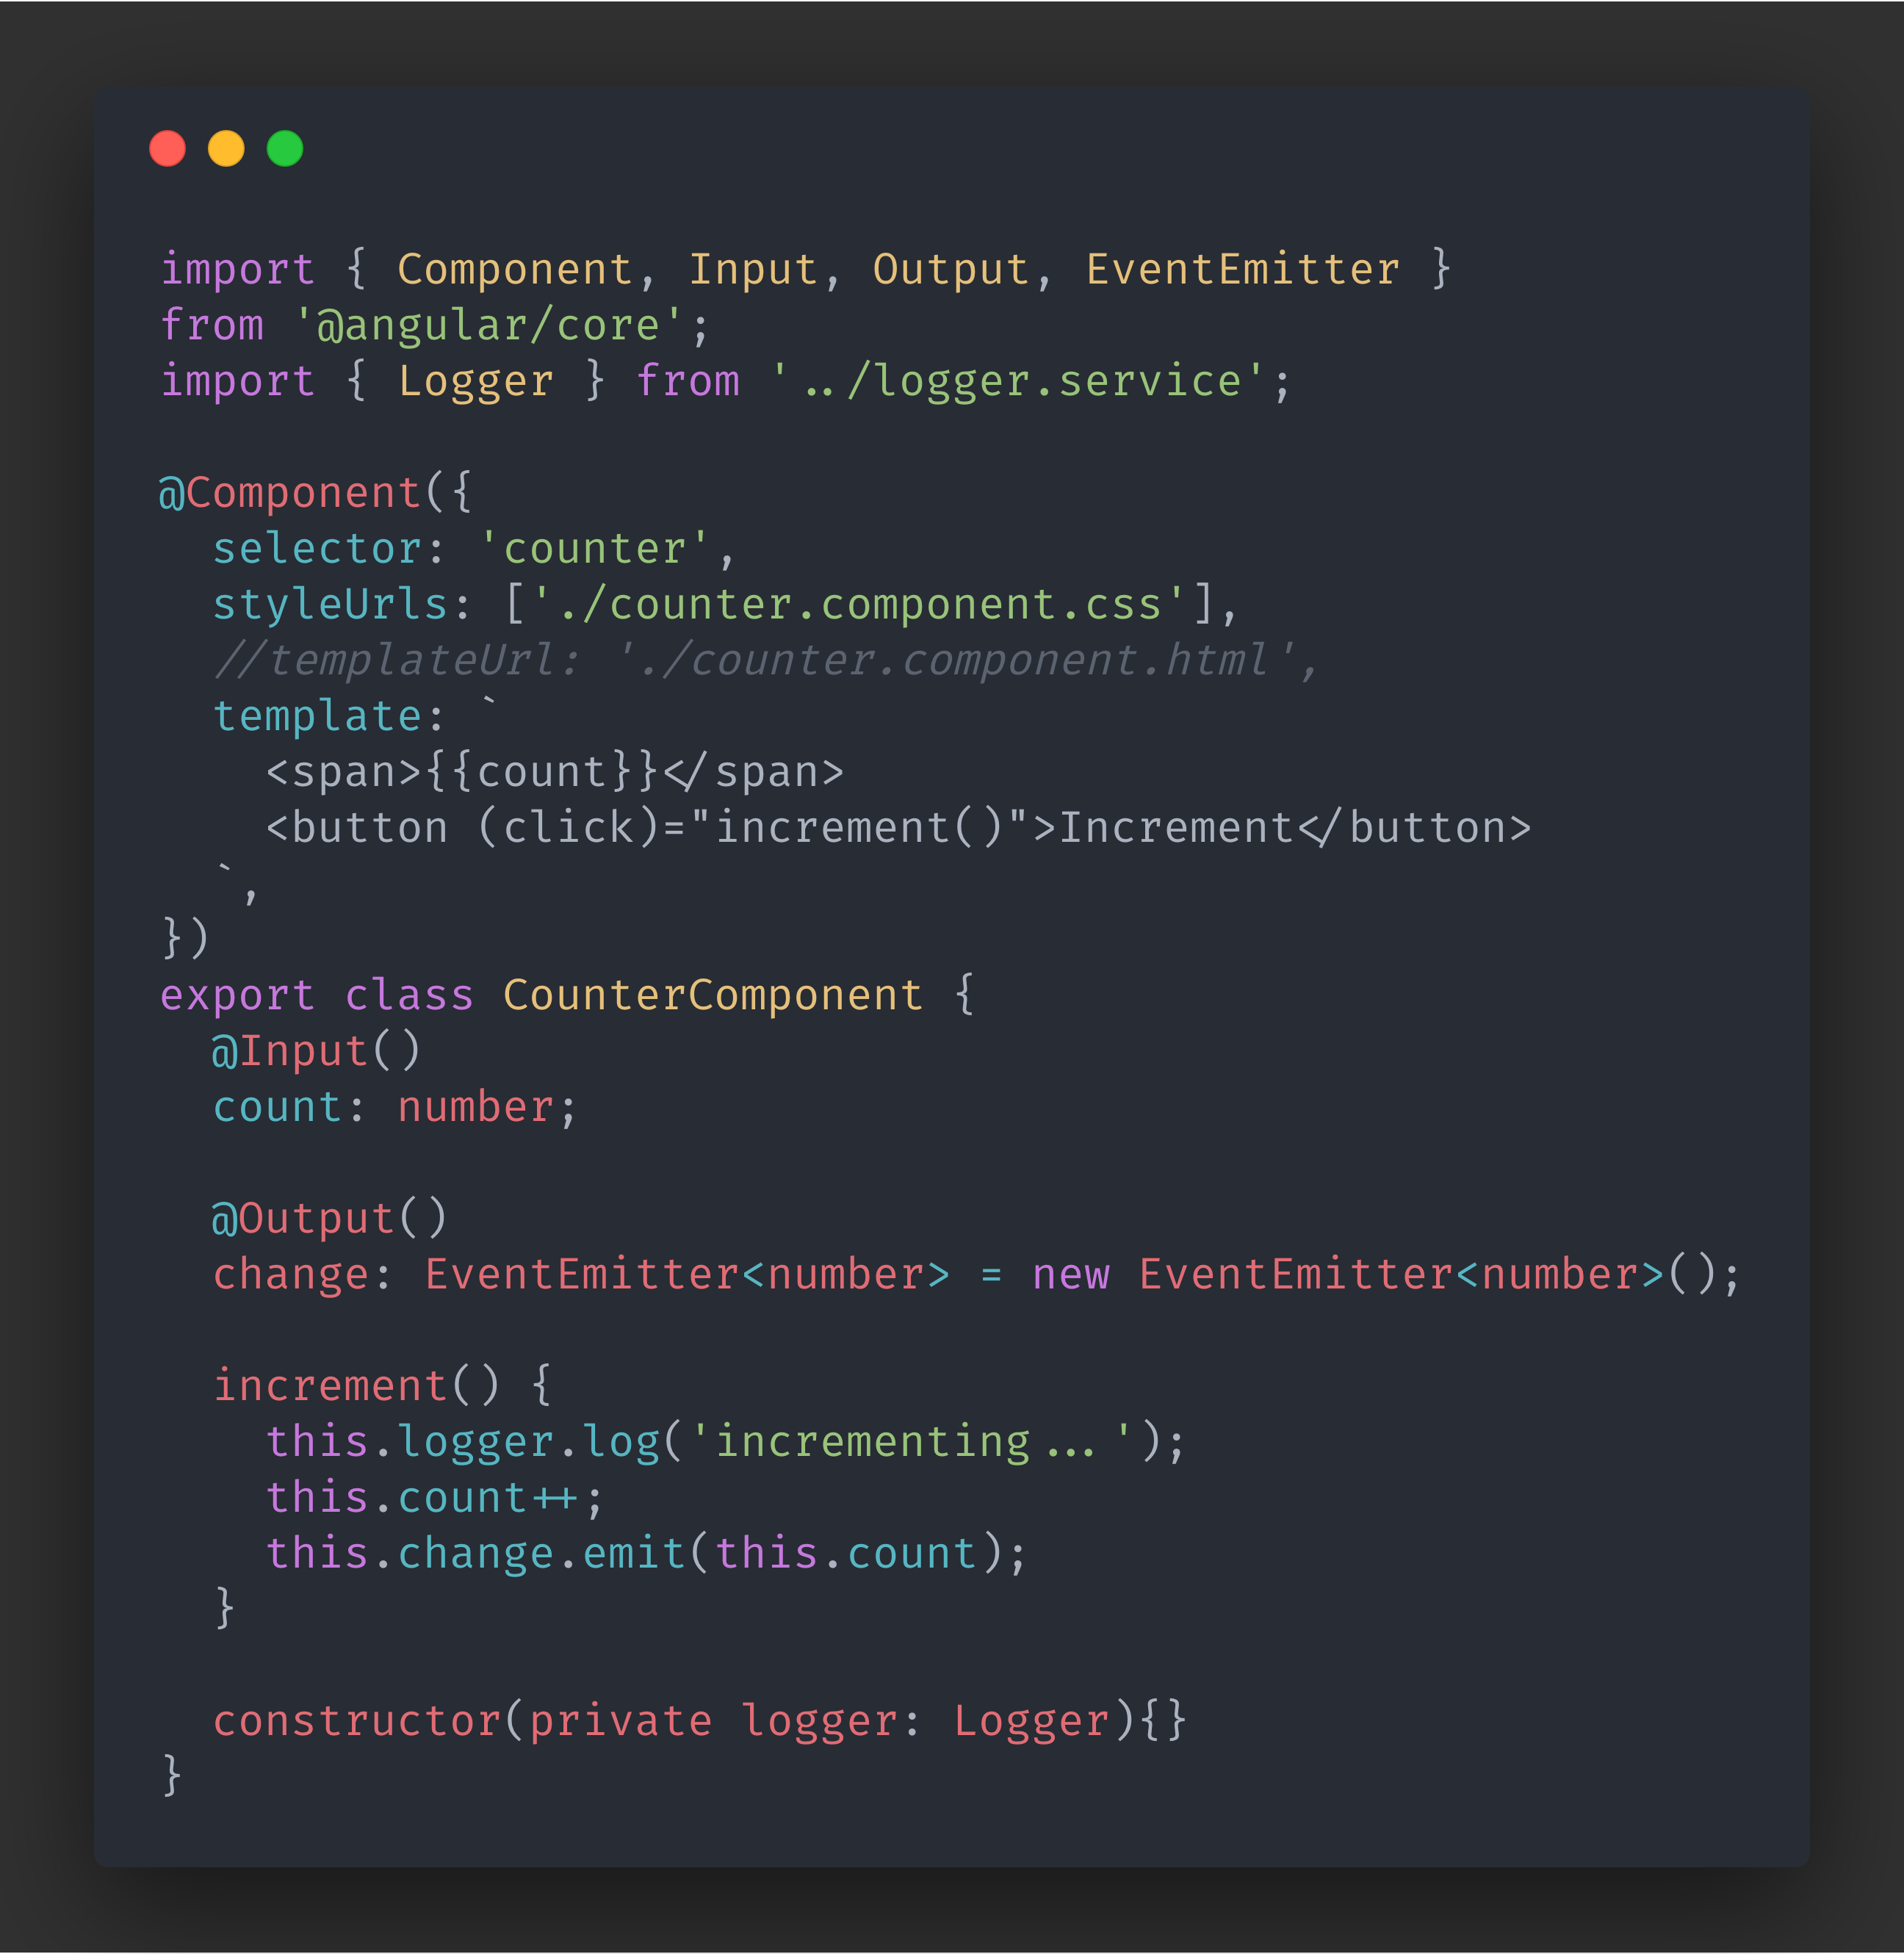 import { Component, Input, Output, EventEmitter }
from '@angular/core';
import { Logger } from '../logger.service';

@Component({
  selector: 'counter',
  styleUrls: ['./counter.component.css'],
  //templateUrl: './counter.component.html',
  template: `
    <span>{{count}}</span>
    <button (click)="increment()">Increment</button>
  `,
})
export class CounterComponent {
  @Input()
  count: number;

  @Output()
  change: EventEmitter<number> = new EventEmitter<number>();

  increment() {
    this.logger.log('incrementing...');
    this.count++;
    this.change.emit(this.count);
  }

  constructor(private logger: Logger){}
}